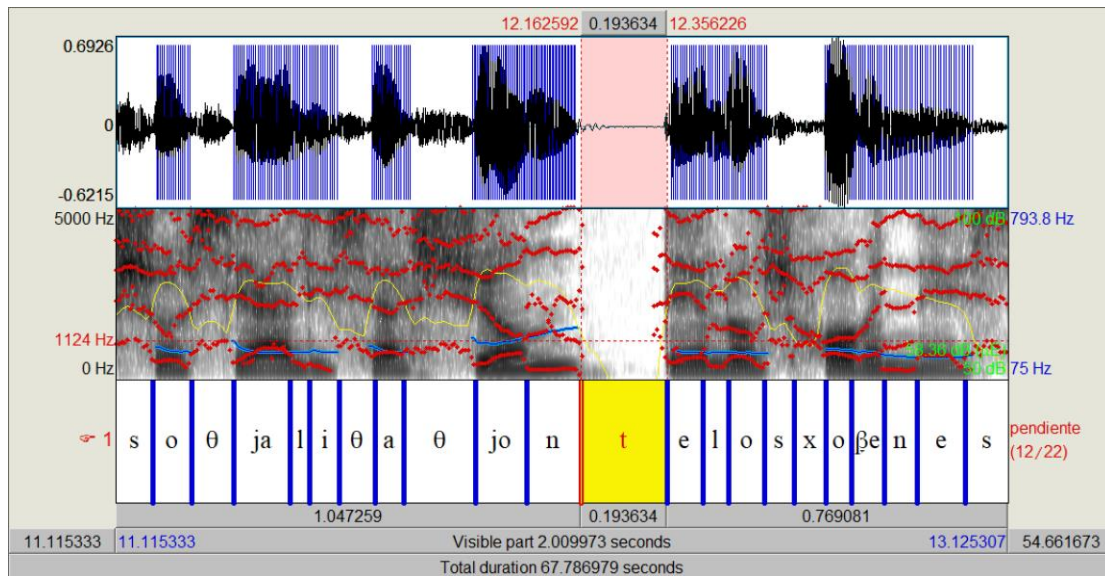 12.162592 0.193634 12.356226
0.6926
0
-0.6215
5000 Hz 793.8 Hz
1124 Hz
0 Hz 75 Hz
☞ 1 s o θ ja l i θ a θ jo n t e l o s x o βe n e s pendiente
(12/22)
1.047259 0.193634 0.769081
11.115333 11.115333 Visible part 2.009973 seconds 13.125307 54.661673
Total duration 67.786979 seconds